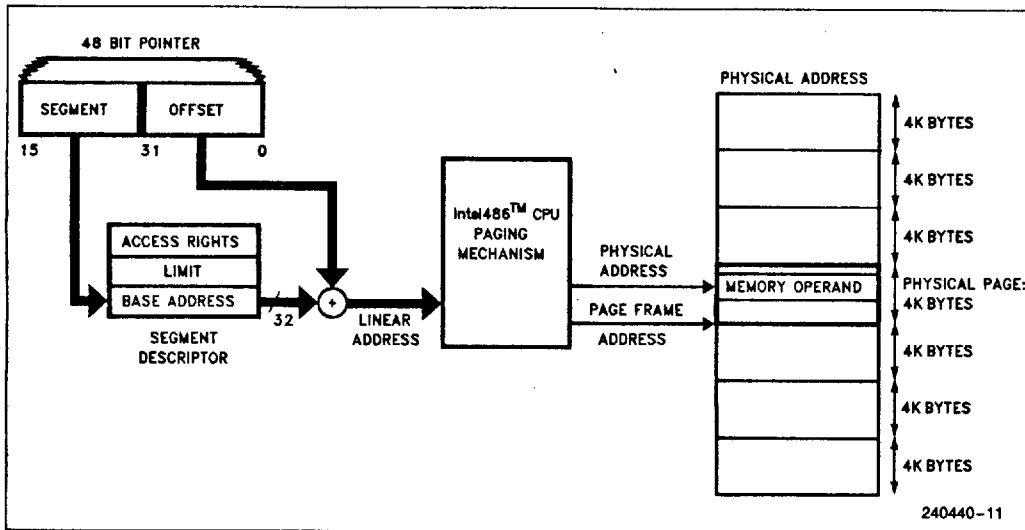 48 BIT POINTER
SEGMENT
OFFSET
15
31
0
ACCESS RIGHTS
LIMIT
BASE ADDRESS
32
SEGMENT
DESCRIPTOR
+
LINEAR
ADDRESS
Intel486™ CPU
PAGING
MECHANISM
PHYSICAL
ADDRESS
PAGE FRAME
ADDRESS
PHYSICAL ADDRESS
4K BYTES
4K BYTES
4K BYTES
MEMORY OPERAND
PHYSICAL PAGE:
4K BYTES
4K BYTES
4K BYTES
4K BYTES
240440-11